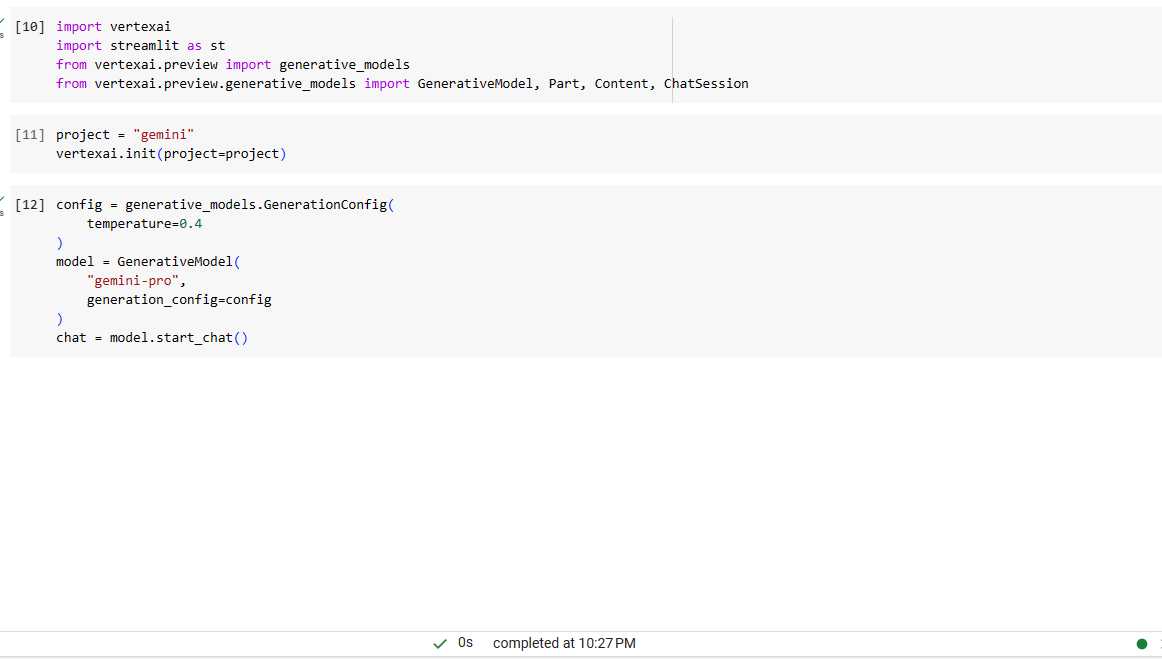 [10] import vertexai
import streamlit as st
from vertexai.preview import generative_models
from vertexai.preview.generative_models import GenerativeModel, Part, Content, ChatSession
[11] project = "gemini"
vertexai.init(project=project)
[12] config = generative_models.GenerationConfig(
temperature=0.4
)
model = GenerativeModel(
"gemini-pro",
generation_config=config
)
chat = model.start_chat()
0s completed at 10:27 PM